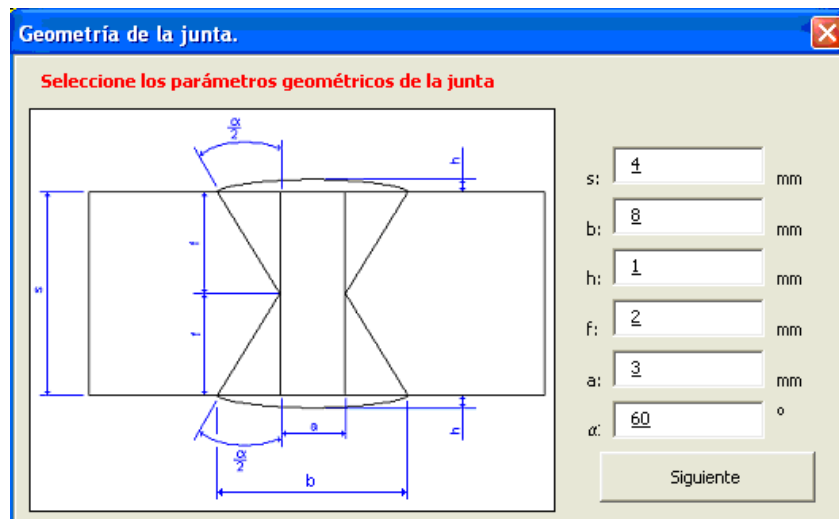 Geometría de la junta.
Seleccione los parámetros geométricos de la junta
α
2
h
s
f
f
α
2
a
b
h
s: 4 mm
b: 8 mm
h: 1 mm
f: 2 mm
a: 3 mm
α: 60 °
Siguiente